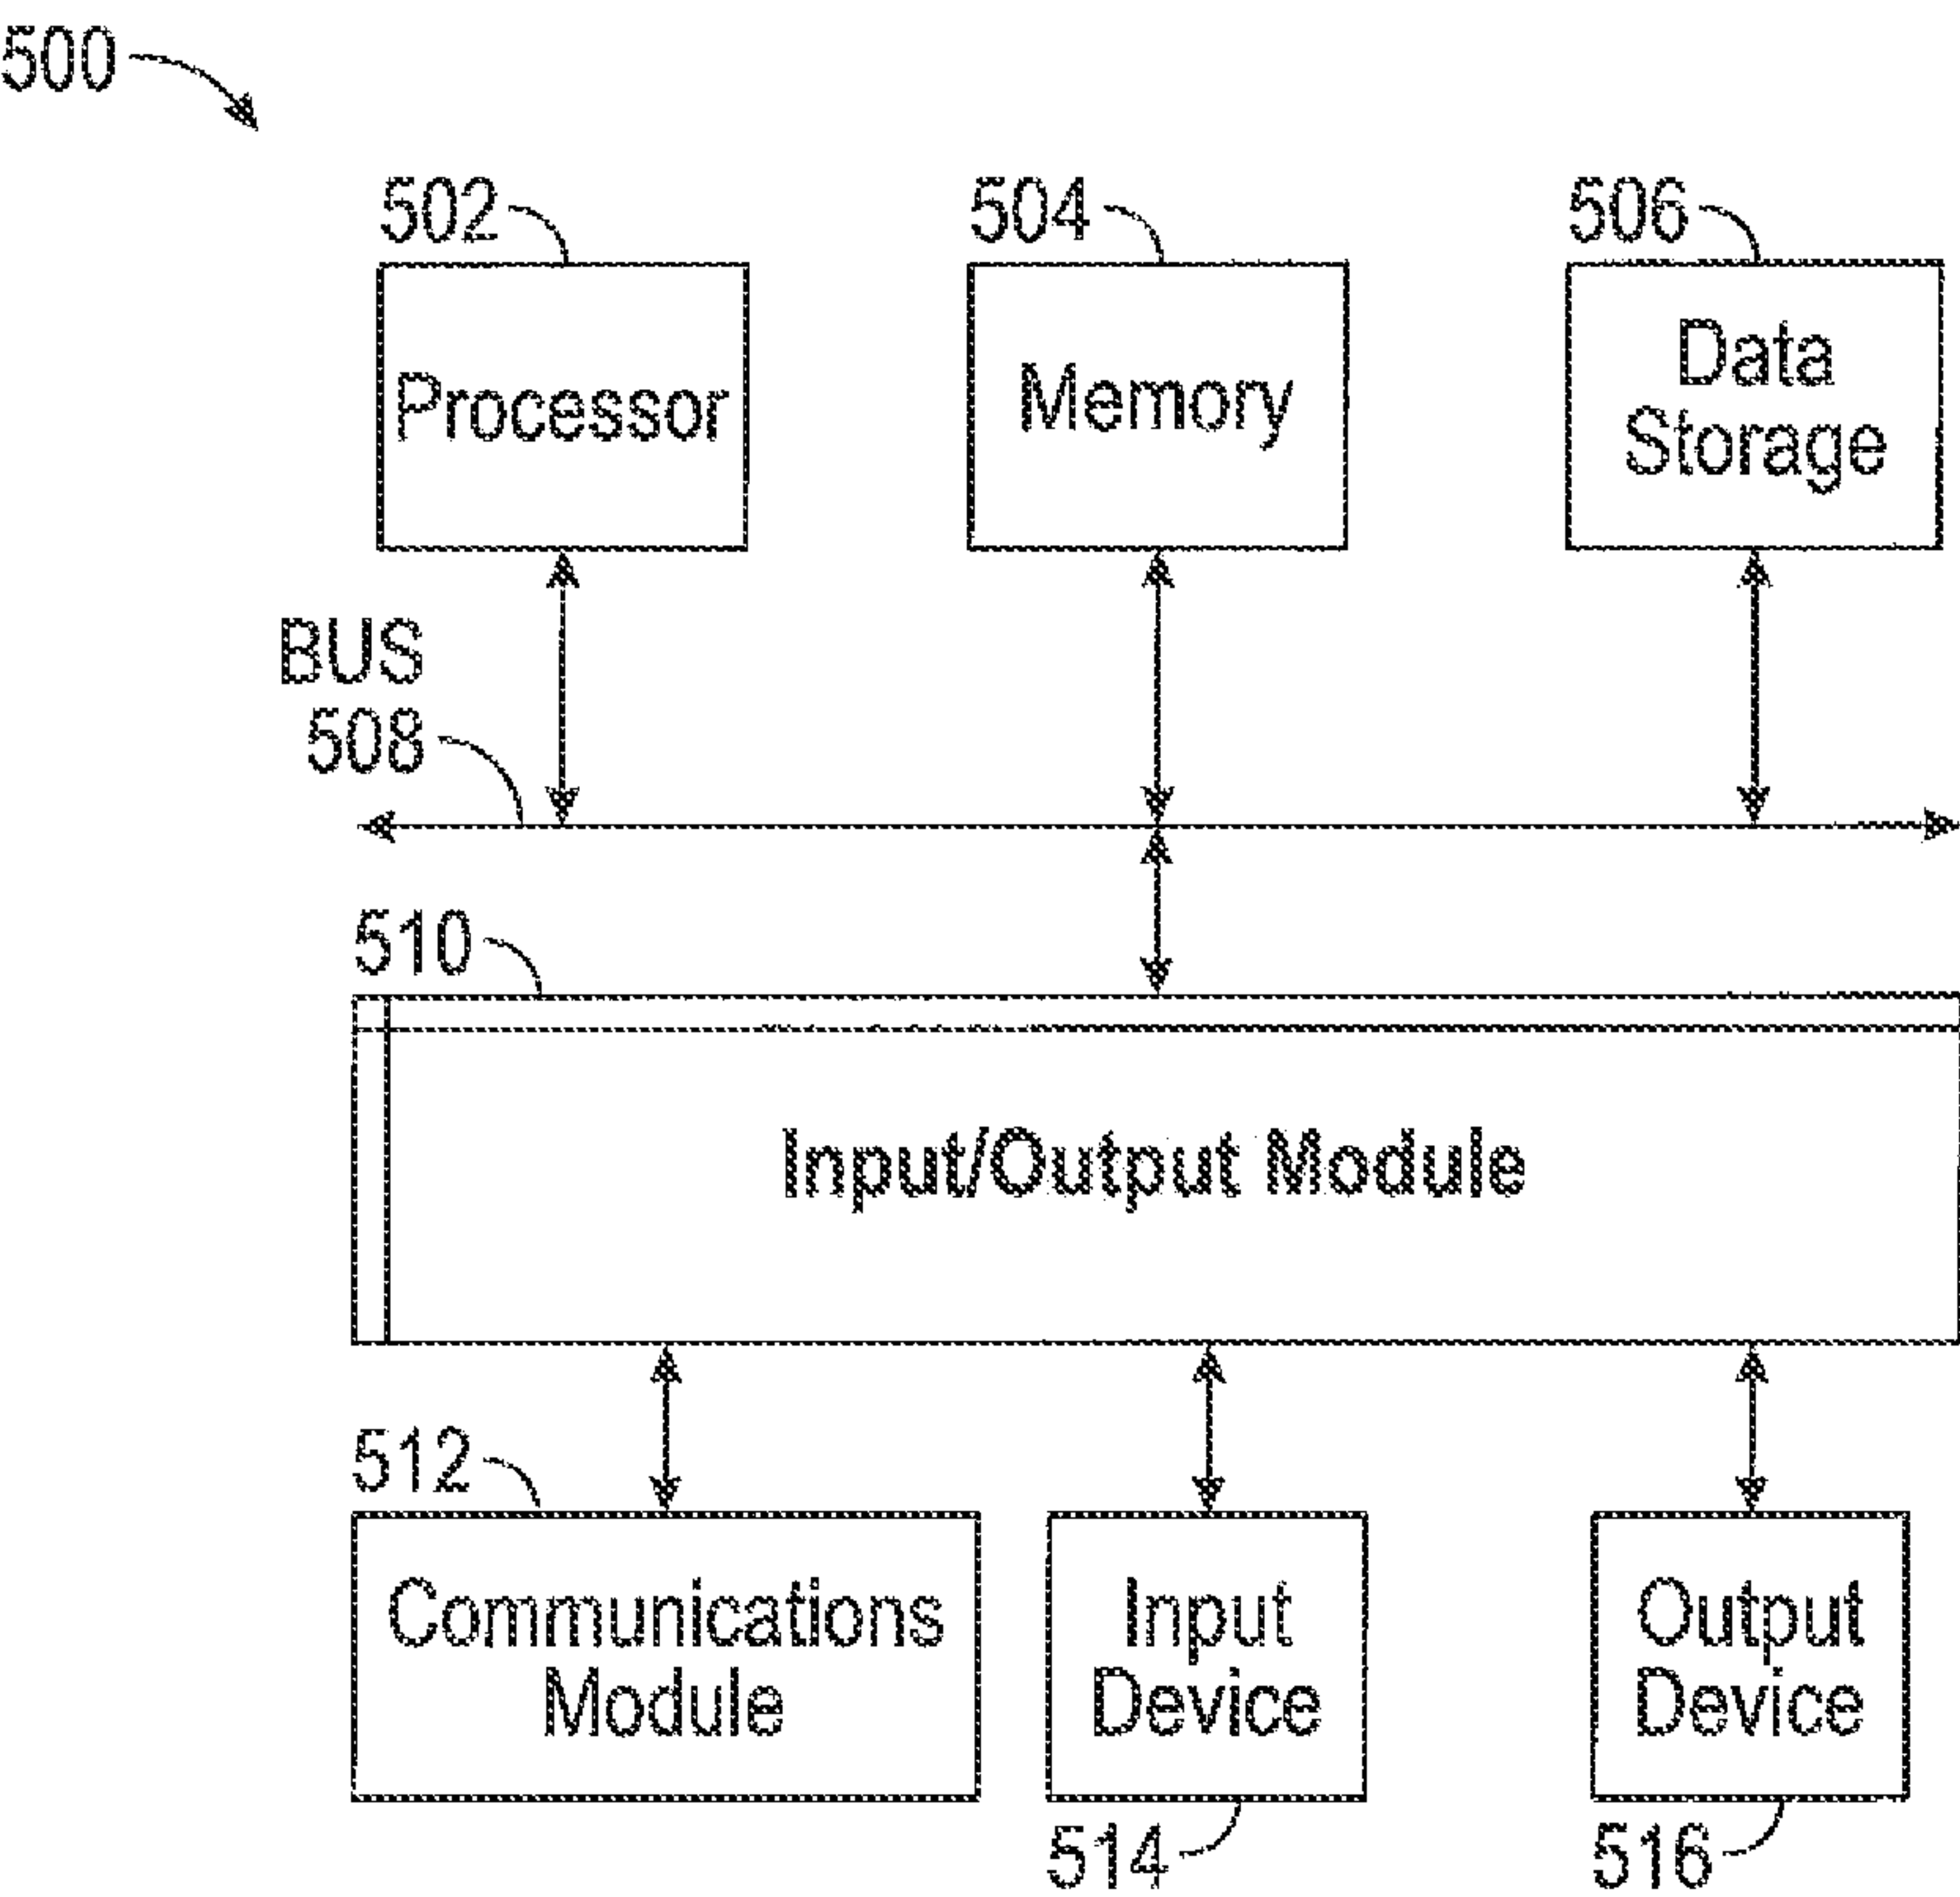 500
502
504
506
Processor
Memory
Data
Storage
BUS
508
510
Input/Output Module
512
Communications
Module
Input
Device
Output
Device
514
516